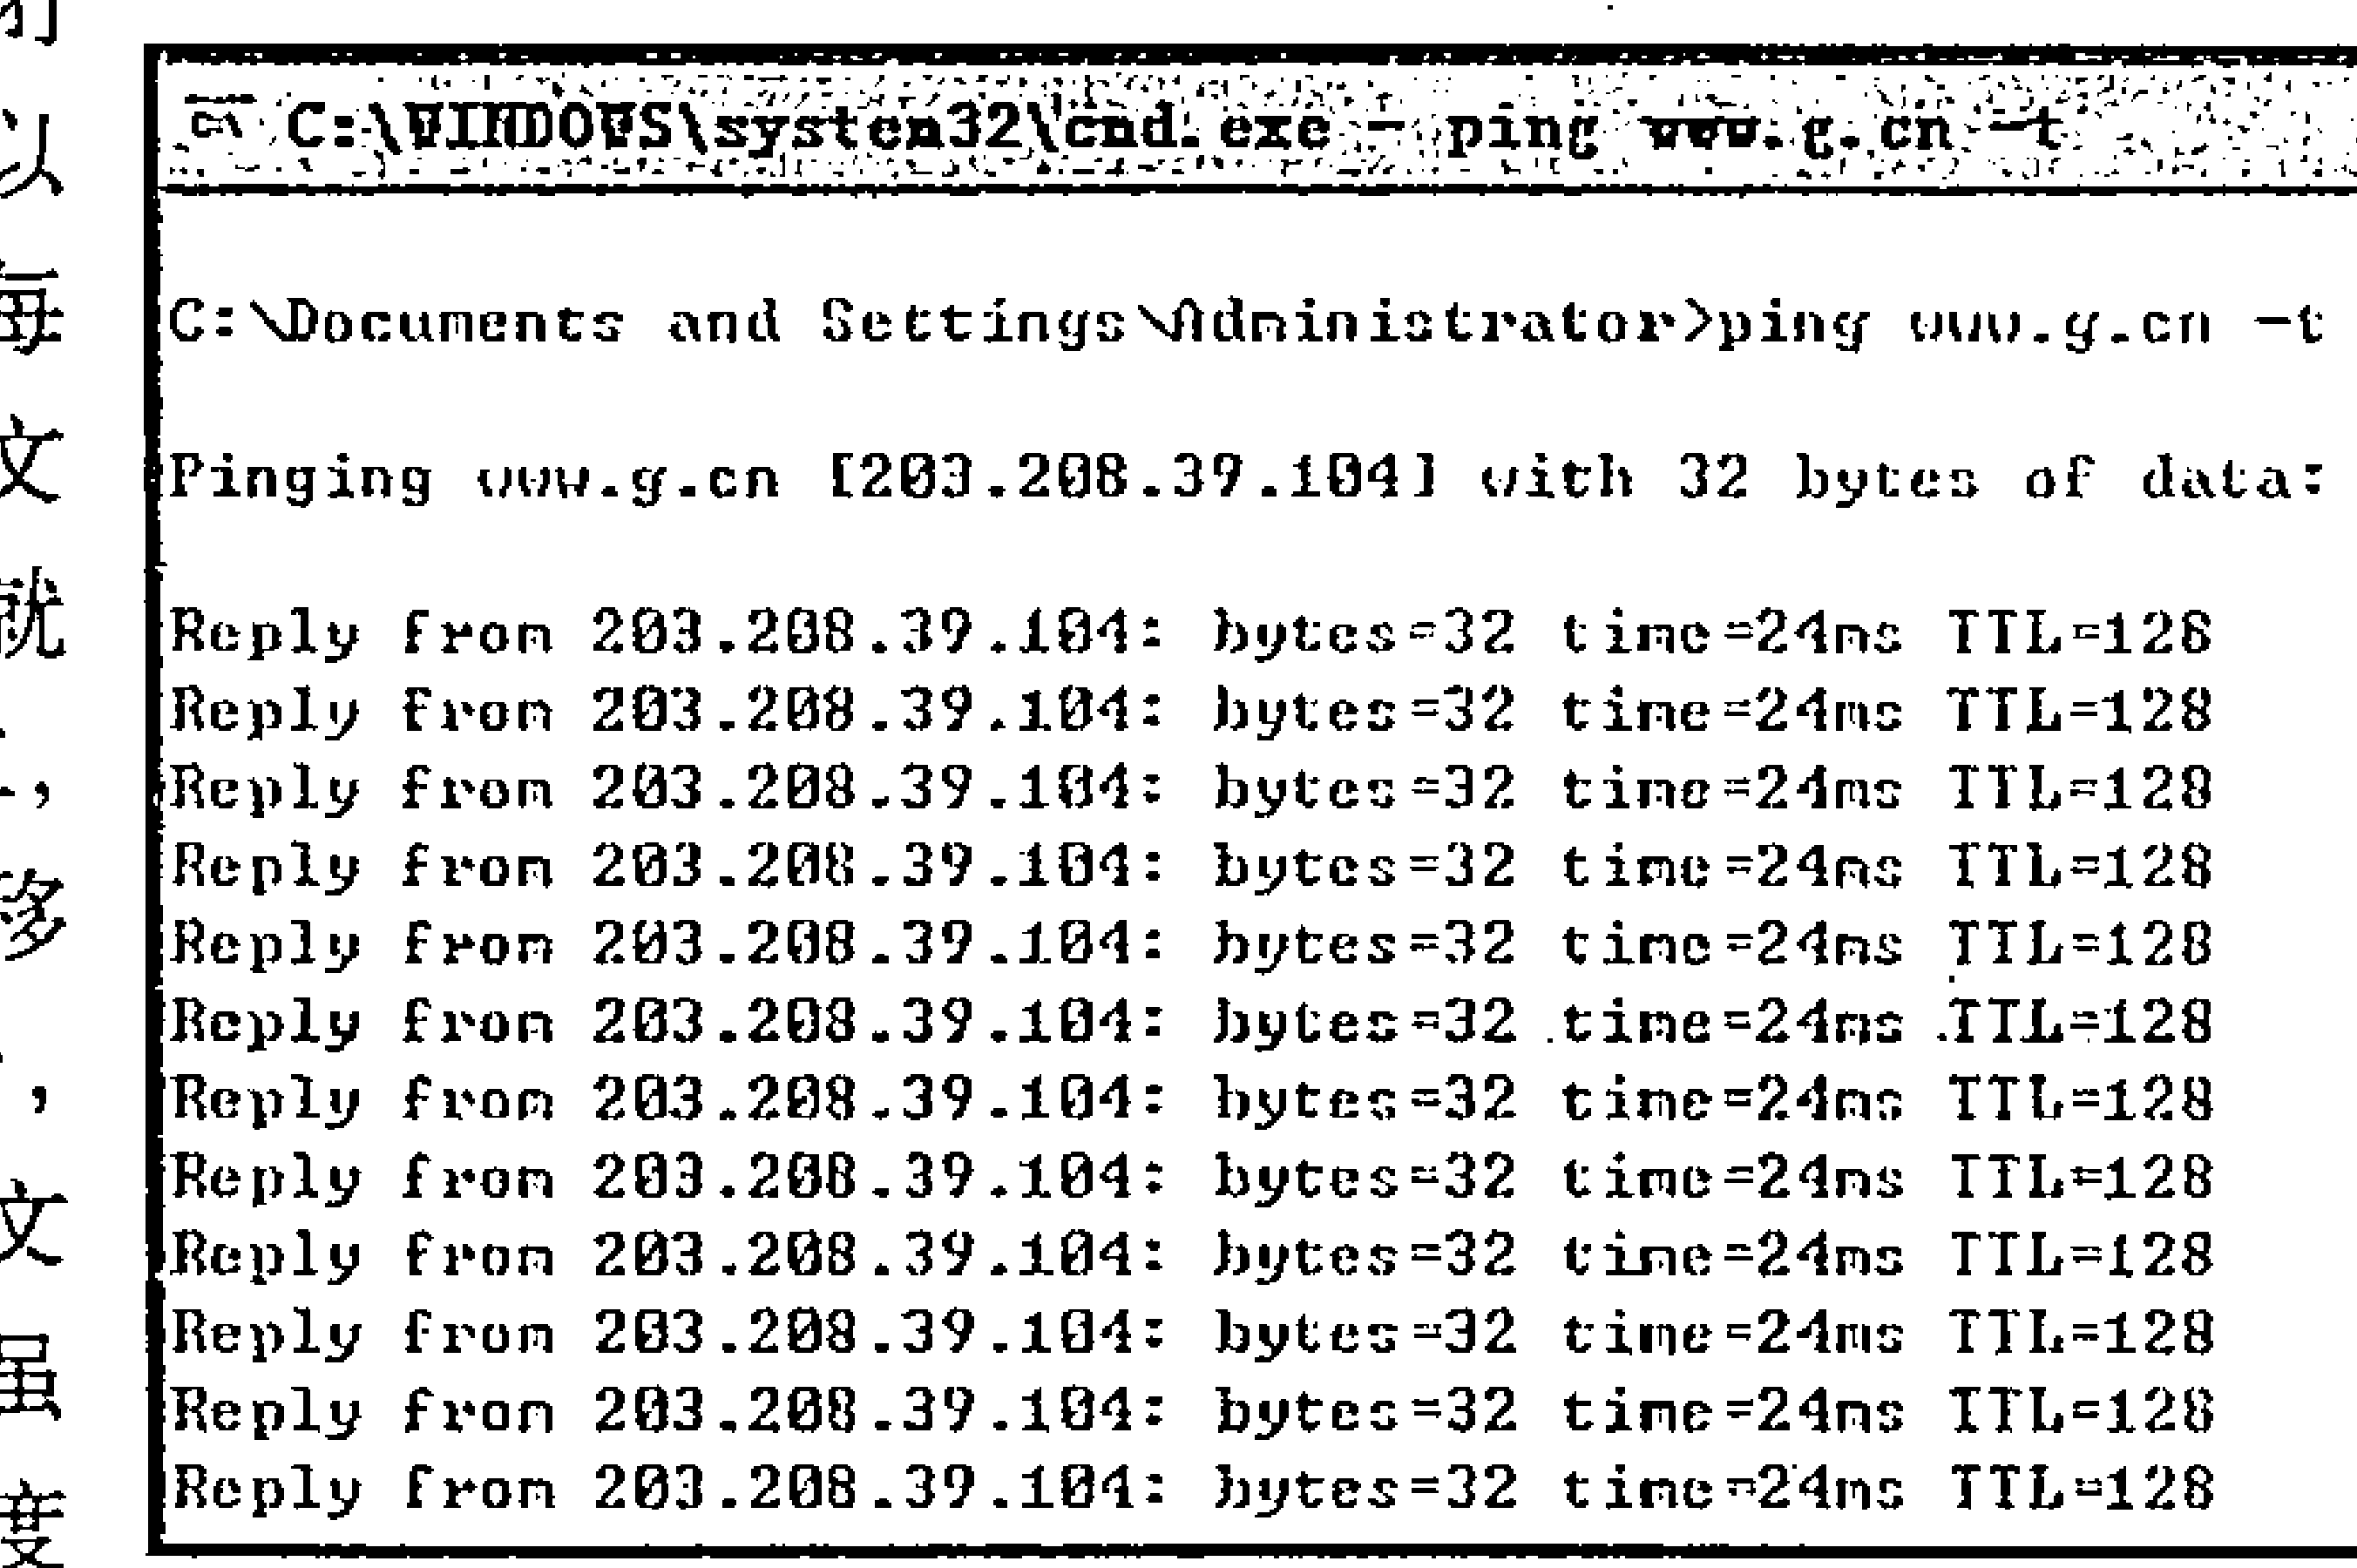 以
每
文
就
移
文
虽
度
C:\WINDOWS\system32\cmd.exe - ping www.g.cn -t
C:\Documents and Settings\Administrator>ping www.g.cn -t
Pinging www.g.cn [203.208.39.104] with 32 bytes of data:
Reply from 203.208.39.104: bytes=32 time=24ms TTL=128
Reply from 203.208.39.104: bytes=32 time=24ms TTL=128
Reply from 203.208.39.104: bytes=32 time=24ms TTL=128
Reply from 203.208.39.104: bytes=32 time=24ms TTL=128
Reply from 203.208.39.104: bytes=32 time=24ms TTL=128
Reply from 203.208.39.104: bytes=32 time=24ms TTL=128
Reply from 203.208.39.104: bytes=32 time=24ms TTL=128
Reply from 203.208.39.104: bytes=32 time=24ms TTL=128
Reply from 203.208.39.104: bytes=32 time=24ms TTL=128
Reply from 203.208.39.104: bytes=32 time=24ms TTL=128
Reply from 203.208.39.104: bytes=32 time=24ms TTL=128
Reply from 203.208.39.104: bytes=32 time=24ms TTL=128